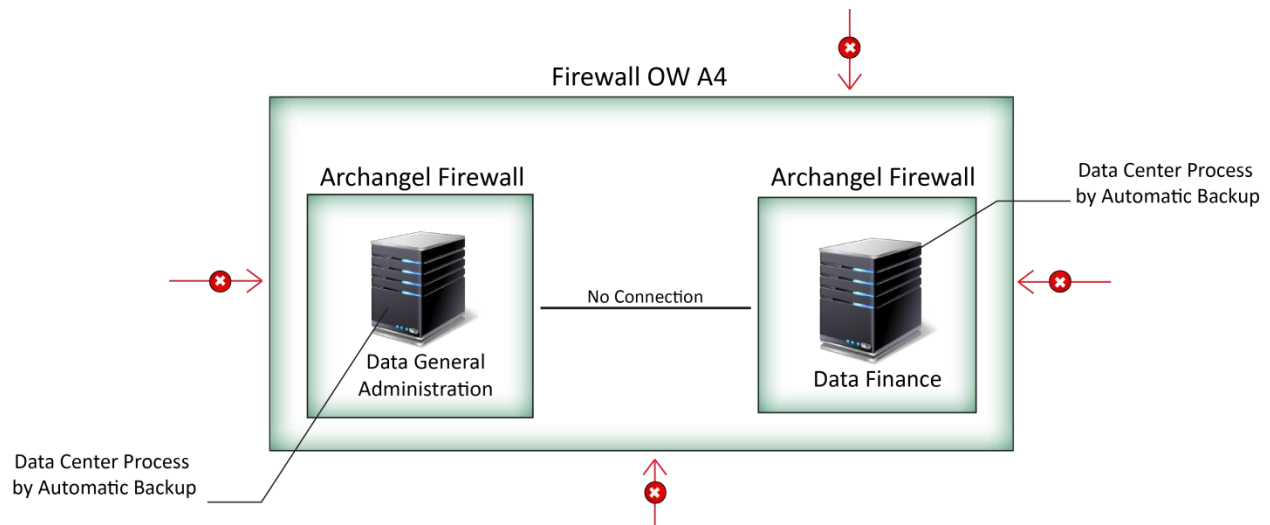 Firewall OW A4
Archangel Firewall
Archangel Firewall
Data Center Process
by Automatic Backup
No Connection
Data General
Administration
Data Finance
Data Center Process
by Automatic Backup